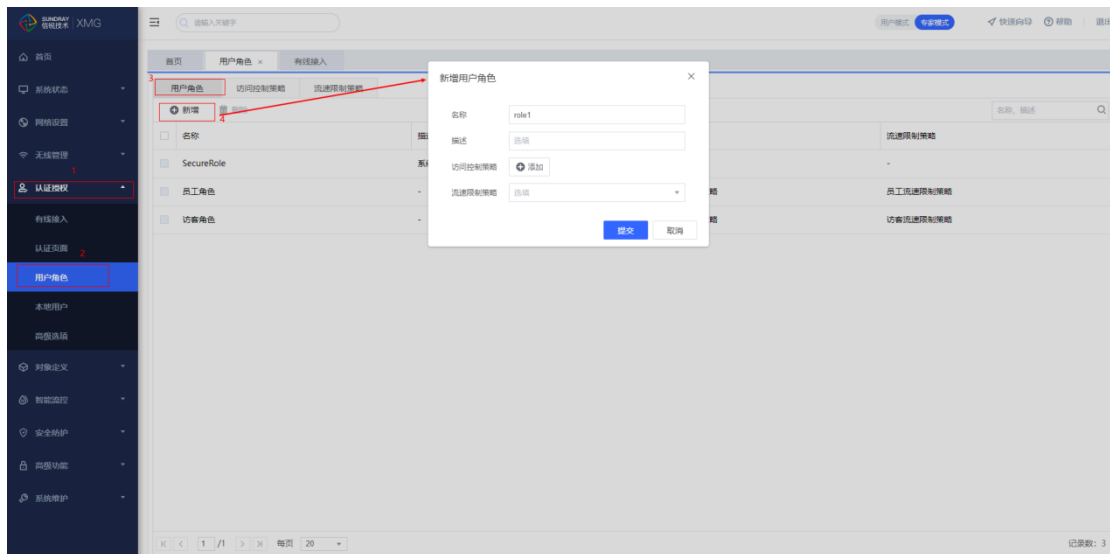 SUNDRAY 信锐技术 XMG
请输入关键字
用户模式 专家模式 快速向导 帮助
首页
系统状态
网络设置
无线管理
1
认证授权
有线接入
认证页面
2
用户角色
本地用户
高级选项
对象定义
智能流控
安全防护
高级功能
系统维护
首页 用户角色 × 有线接入
3
用户角色 访问控制策略 流速限制策略
新增 删除
4
名称、描述
名称 流速限制策略
SecureRole -
员工角色 - 员工流速限制策略
访客角色 - 访客流速限制策略
新增用户角色 ×
名称 role1
描述 选填
访问控制策略 添加
流速限制策略 选填
提交 取消
1 /1 每页 20
记录数: 3